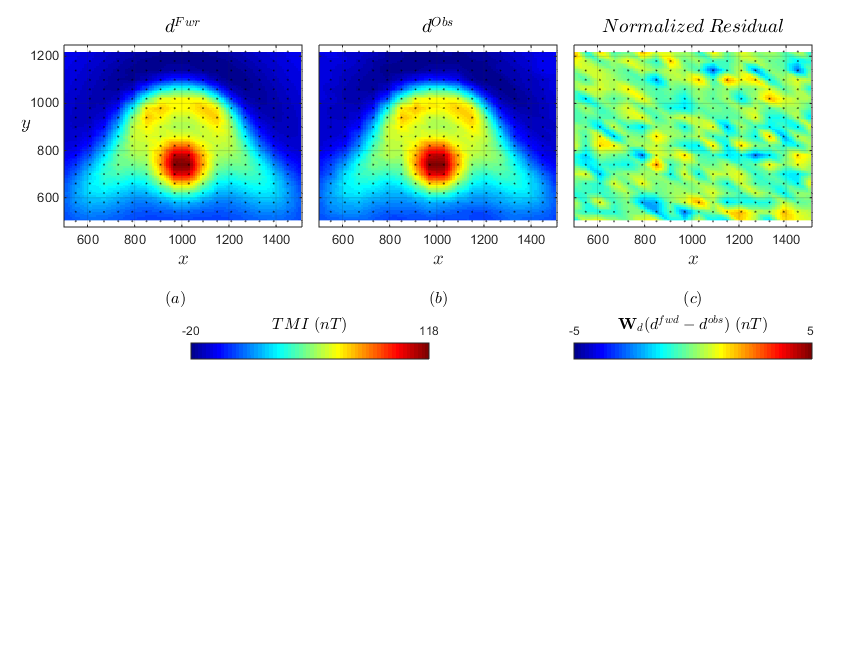 d^Fwr d^Obs Normalized Residual
1200
1000
y
800
600
600 800 1000 1200 1400 600 800 1000 1200 1400 600 800 1000 1200 1400
x x x
(a) (b) (c)
-20 TMI (nT) 118 -5 W_d(d^fwd − d^obs) (nT) 5